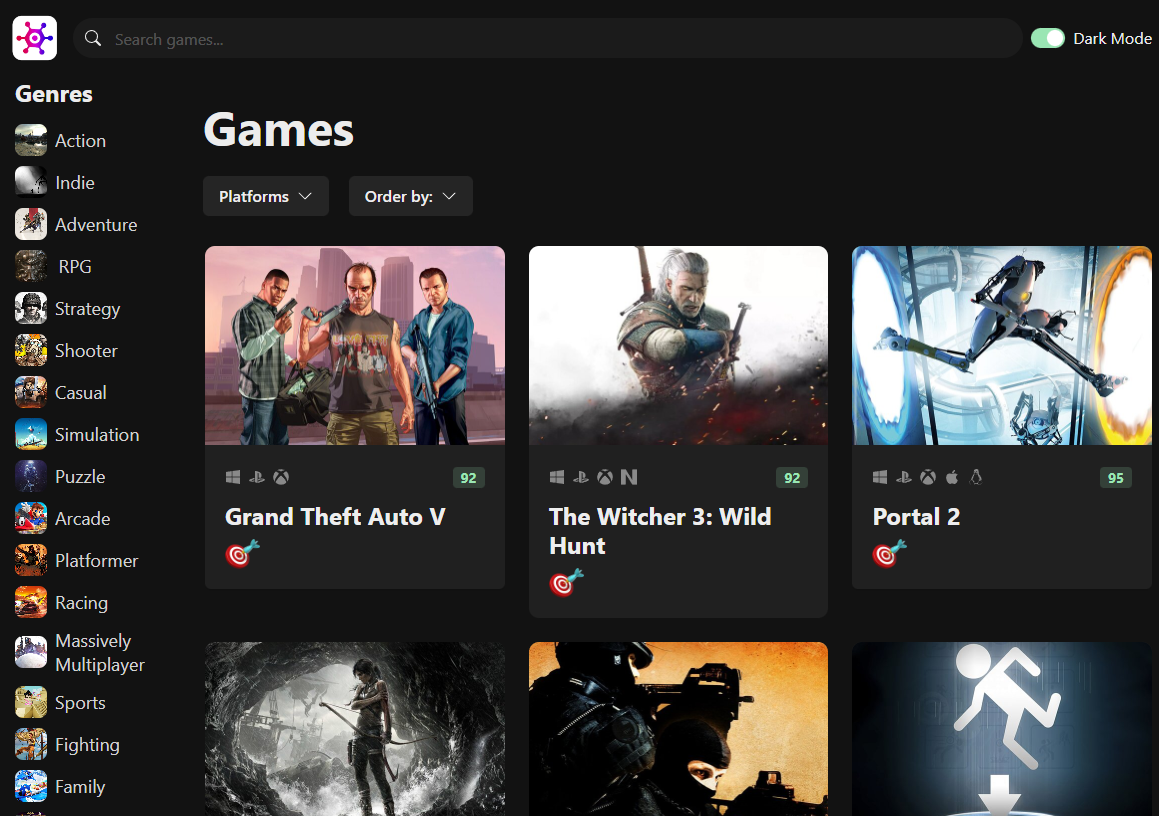 Search games...
Dark Mode
Genres
Action
Indie
Adventure
RPG
Strategy
Shooter
Casual
Simulation
Puzzle
Arcade
Platformer
Racing
Massively
Multiplayer
Sports
Fighting
Family
Games
Platforms
Order by:
92
Grand Theft Auto V
92
The Witcher 3: Wild
Hunt
95
Portal 2